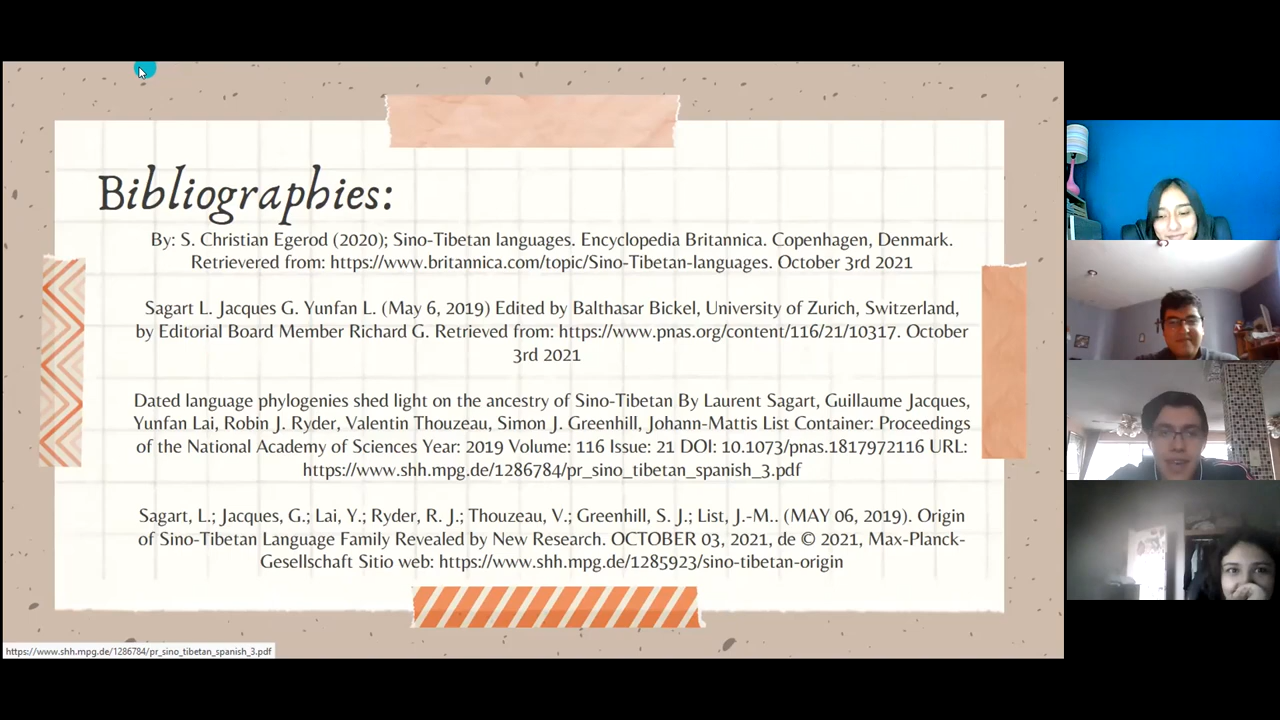 Bibliographies:
By: S. Christian Egerod (2020); Sino-Tibetan languages. Encyclopedia Britannica. Copenhagen, Denmark.
Retrievered from: https://www.britannica.com/topic/Sino-Tibetan-languages. October 3rd 2021
Sagart L. Jacques G. Yunfan L. (May 6, 2019) Edited by Balthasar Bickel, University of Zurich, Switzerland,
by Editorial Board Member Richard G. Retrieved from: https://www.pnas.org/content/116/21/10317. October
3rd 2021
Dated language phylogenies shed light on the ancestry of Sino-Tibetan By Laurent Sagart, Guillaume Jacques,
Yunfan Lai, Robin J. Ryder, Valentin Thouzeau, Simon J. Greenhill, Johann-Mattis List Container: Proceedings
of the National Academy of Sciences Year: 2019 Volume: 116 Issue: 21 DOI: 10.1073/pnas.1817972116 URL:
https://www.shh.mpg.de/1286784/pr_sino_tibetan_spanish_3.pdf
Sagart, L.; Jacques, G.; Lai, Y.; Ryder, R. J.; Thouzeau, V.; Greenhill, S. J.; List, J.-M.. (MAY 06, 2019). Origin
of Sino-Tibetan Language Family Revealed by New Research. OCTOBER 03, 2021, de © 2021, Max-Planck-
Gesellschaft Sitio web: https://www.shh.mpg.de/1285923/sino-tibetan-origin
https://www.shh.mpg.de/1286784/pr_sino_tibetan_spanish_3.pdf